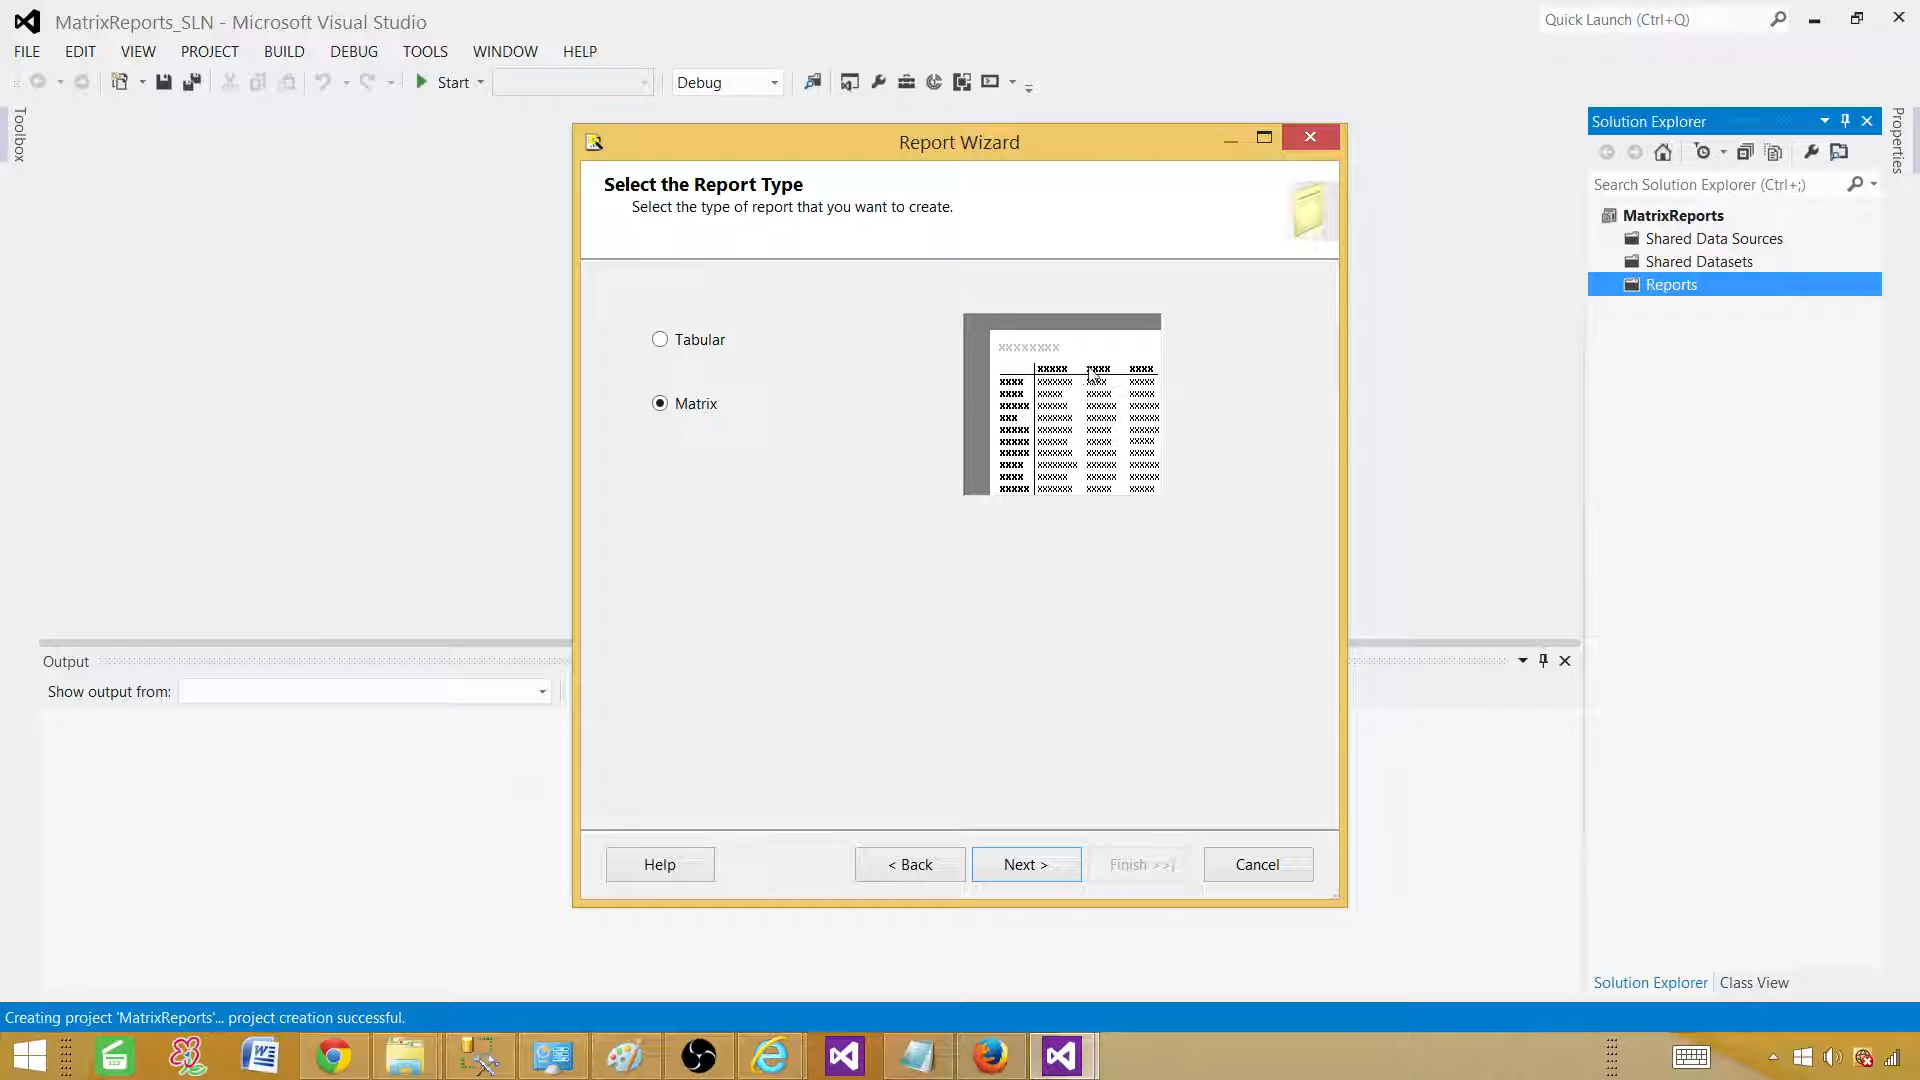 MatrixReports_SLN - Microsoft Visual Studio
Quick Launch (Ctrl+Q)
FILE EDIT VIEW PROJECT BUILD DEBUG TOOLS WINDOW HELP
Start Debug
Toolbox
Report Wizard
Select the Report Type
Select the type of report that you want to create.
Tabular
Matrix
Help
< Back
Next >
Finish >>|
Cancel
Solution Explorer
Properties
Search Solution Explorer (Ctrl+;)
MatrixReports
Shared Data Sources
Shared Datasets
Reports
Output
Show output from:
Solution Explorer Class View
Creating project 'MatrixReports'... project creation successful.